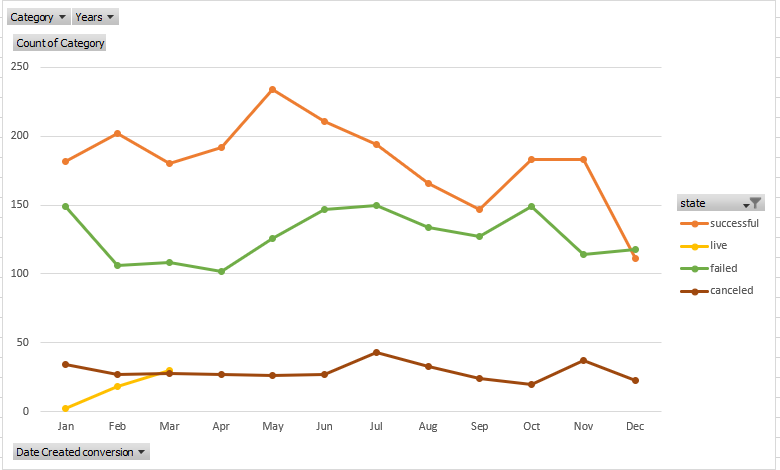 Category Years
Count of Category
250
200
150
100
50
0
Jan Feb Mar Apr May Jun Jul Aug Sep Oct Nov Dec
state
successful
live
failed
canceled
Date Created conversion